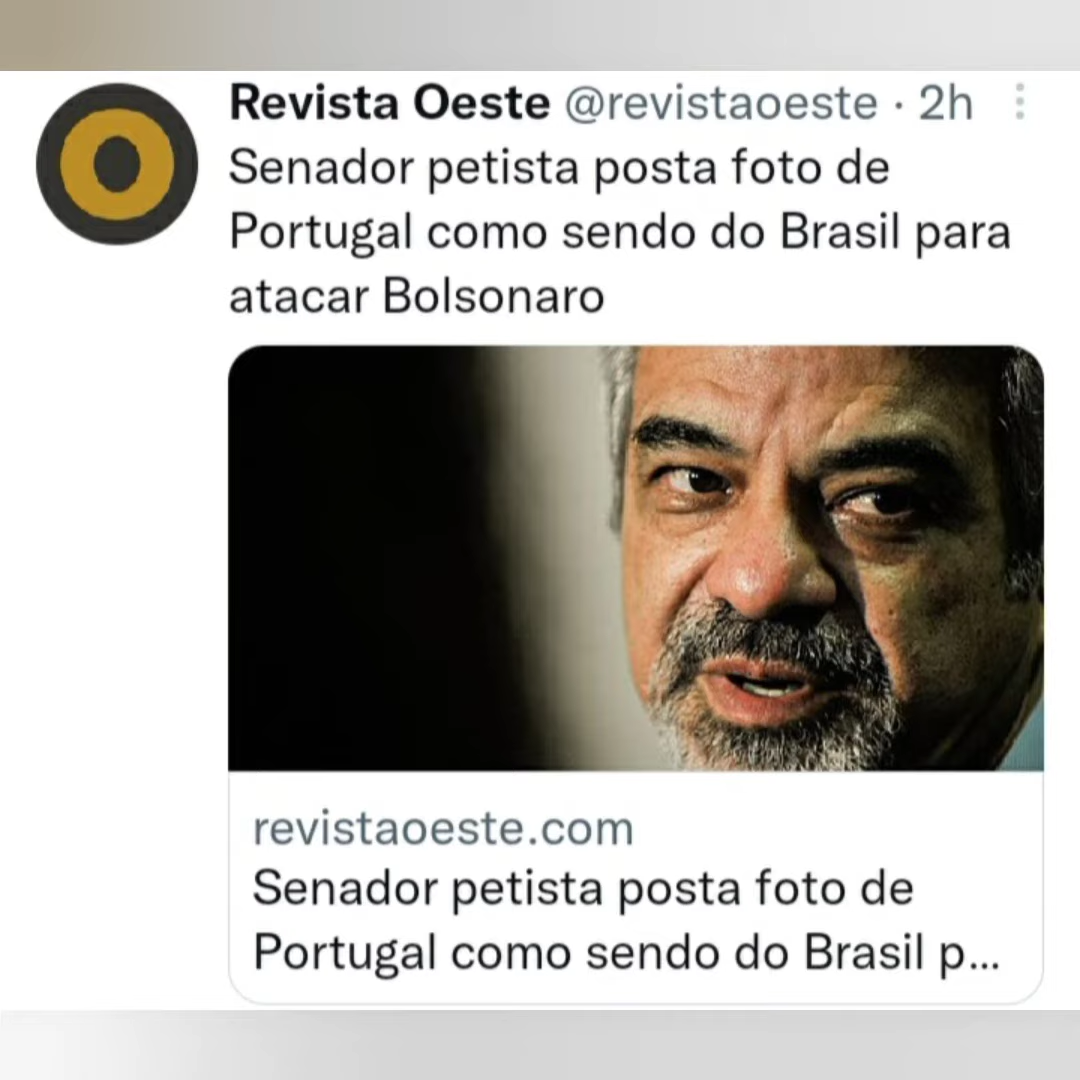 Revista Oeste @revistaoeste · 2h
Senador petista posta foto de
Portugal como sendo do Brasil para
atacar Bolsonaro
revistaoeste.com
Senador petista posta foto de
Portugal como sendo do Brasil p...